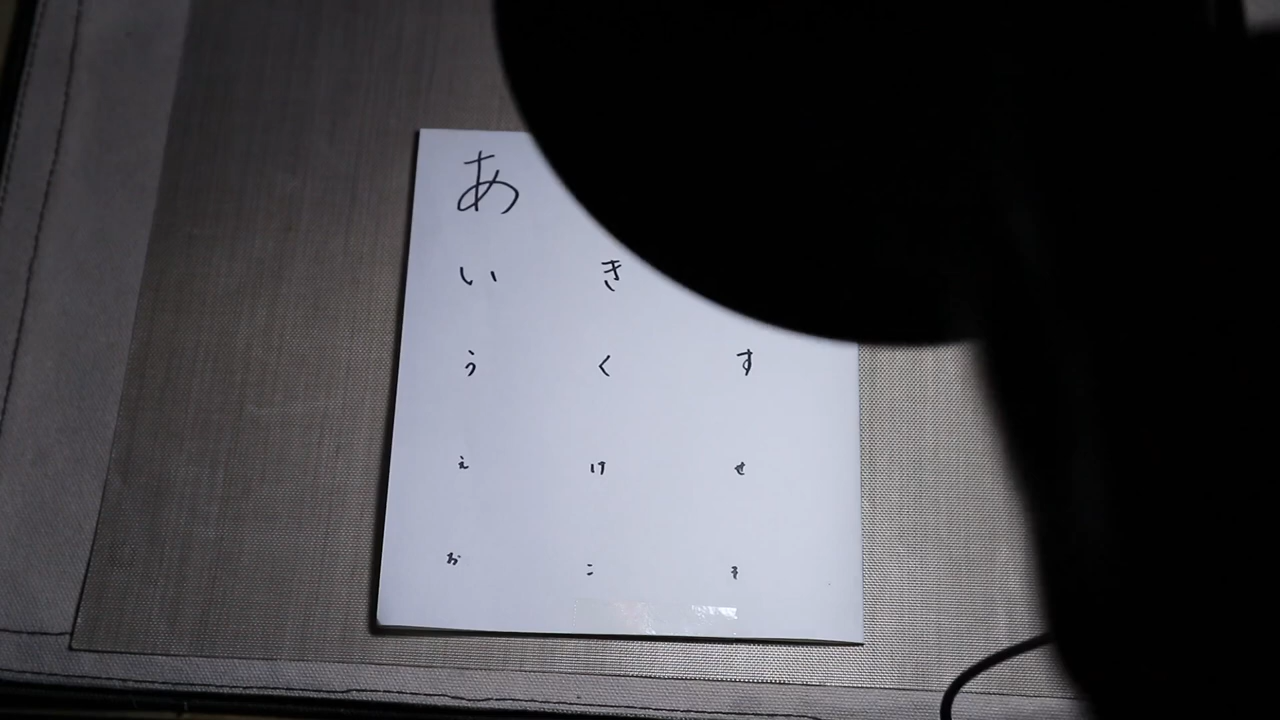 あ
い き
う く す
え け せ
お こ そ